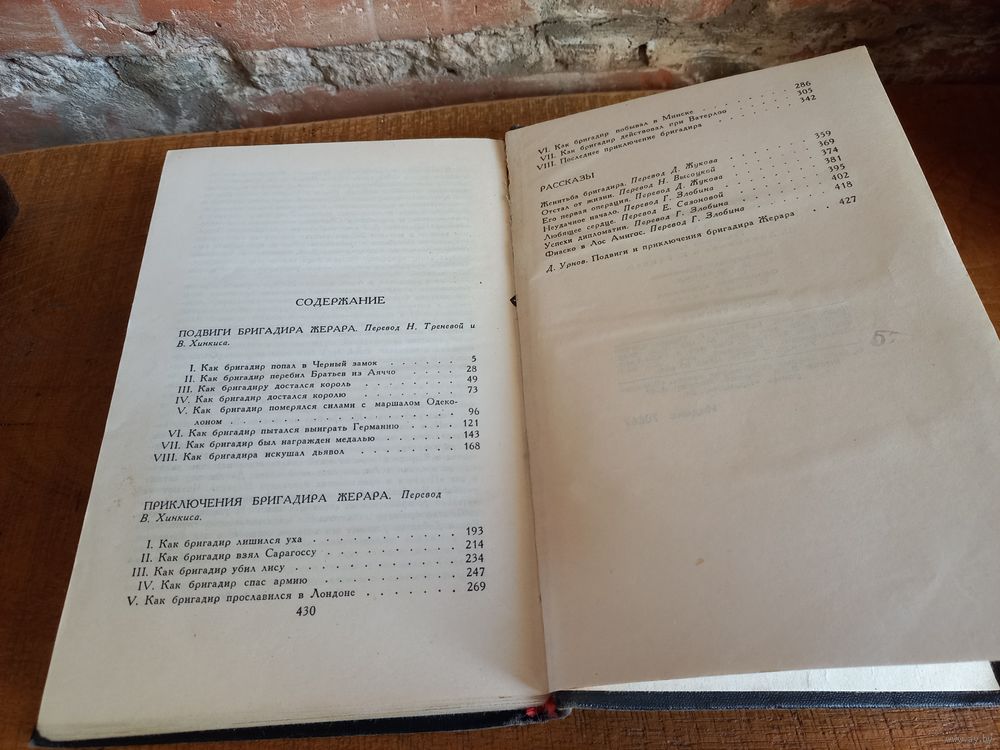 СОДЕРЖАНИЕ
ПОДВИГИ БРИГАДИРА ЖЕРАРА. Перевод Н. Треневой и
В. Хинкиса.
I. Как бригадир попал в Черный замок . . . . . . 5
II. Как бригадир перебил Братьев из Аяччо . . . . . 28
III. Как бригадиру достался король . . . . . . . 49
IV. Как бригадир достался королю . . . . . . . 73
V. Как бригадир померялся силами с маршалом Одеко-
лоном . . . . . . . . . . . . . . 96
VI. Как бригадир пытался выиграть Германию . . . . 121
VII. Как бригадир был награжден медалью . . . . . 143
VIII. Как бригадира искушал дьявол . . . . . . . 168
ПРИКЛЮЧЕНИЯ БРИГАДИРА ЖЕРАРА. Перевод
В. Хинкиса.
I. Как бригадир лишился уха . . . . . . . . . 193
II. Как бригадир взял Сарагоссу . . . . . . . . 214
III. Как бригадир убил лису . . . . . . . . . 234
IV. Как бригадир спас армию . . . . . . . . . 247
V. Как бригадир прославился в Лондоне . . . . . . 269
430
VI. Как бригадир побывал в Минске . . . . . . . 286
VII. Как бригадир действовал при Ватерлоо . . . . . 305
VIII. Последнее приключение бригадира . . . . . . 342
РАССКАЗЫ
Женитьба бригадира. Перевод Д. Жукова . . . . . . 359
Отстал от жизни. Перевод Н. Высоцкой . . . . . . 369
Его первая операция. Перевод Д. Жукова . . . . . . 374
Неудачное начало. Перевод Г. Злобина . . . . . . 381
Любящее сердце. Перевод Е. Сазоновой . . . . . . 395
Успехи дипломатии. Перевод Г. Злобина . . . . . . 402
Фиаско в Лос Амигос. Перевод Г. Злобина . . . . . 418
Д. Урнов. Подвиги и приключения бригадира Жерара . . 427
5-
www.ay.by